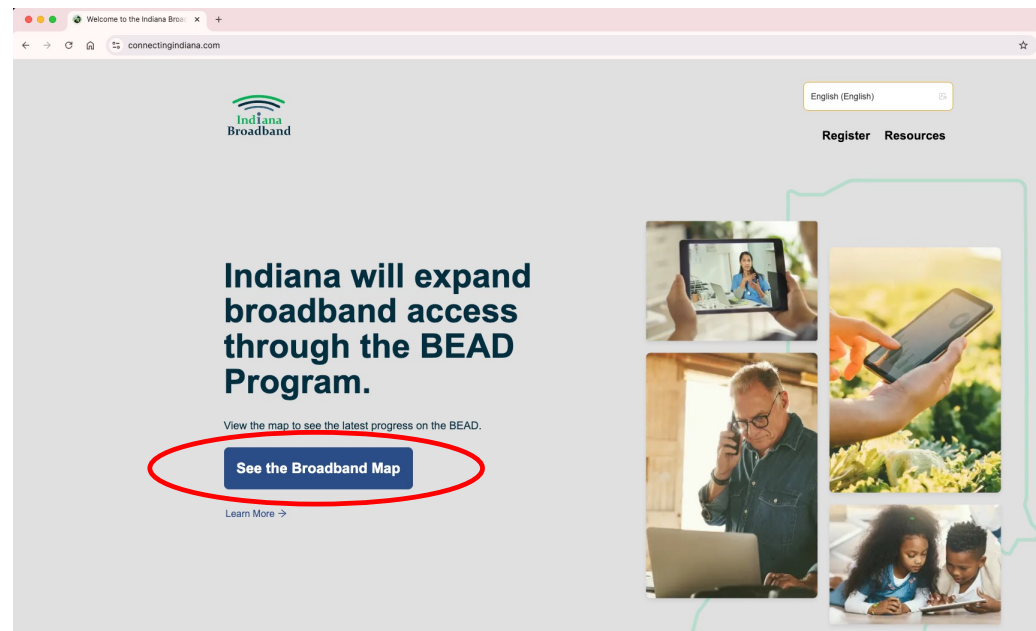 Welcome to the Indiana Broa
connectingindiana.com
Indiana
Broadband
English (English)
Register Resources
Indiana will expand
broadband access
through the BEAD
Program.
View the map to see the latest progress on the BEAD.
See the Broadband Map
Learn More →